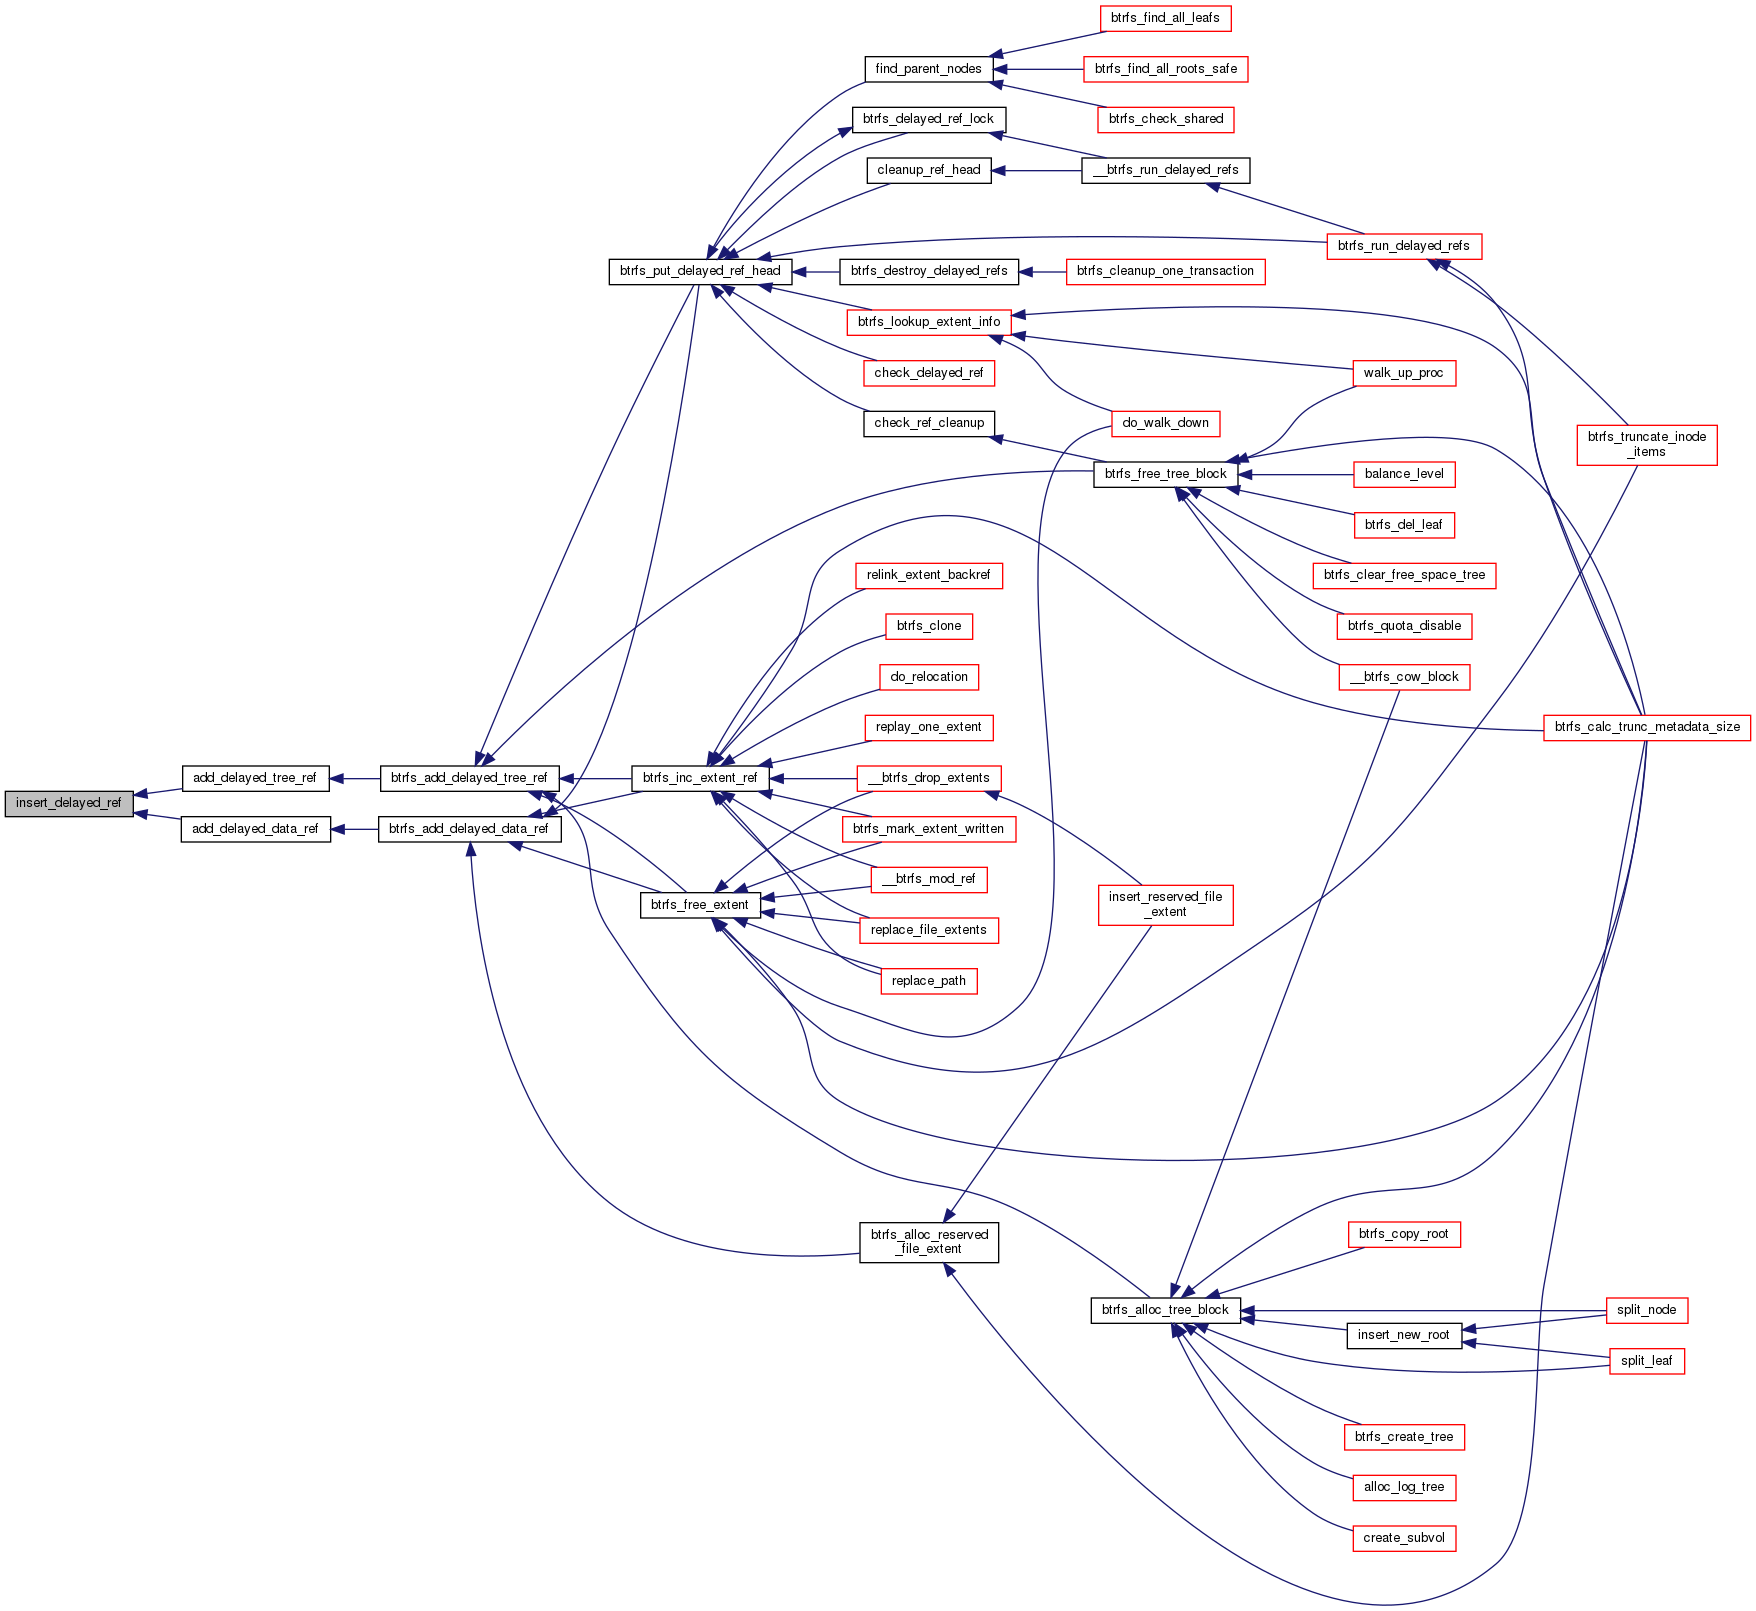 btrfs_find_all_leafs
find_parent_nodes
btrfs_find_all_roots_safe
btrfs_delayed_ref_lock
btrfs_check_shared
cleanup_ref_head
__btrfs_run_delayed_refs
btrfs_run_delayed_refs
btrfs_put_delayed_ref_head
btrfs_destroy_delayed_refs
btrfs_cleanup_one_transaction
btrfs_lookup_extent_info
check_delayed_ref
walk_up_proc
check_ref_cleanup
do_walk_down
btrfs_truncate_inode
_items
btrfs_free_tree_block
balance_level
btrfs_del_leaf
relink_extent_backref
btrfs_clear_free_space_tree
btrfs_clone
btrfs_quota_disable
do_relocation
__btrfs_cow_block
replay_one_extent
btrfs_calc_trunc_metadata_size
add_delayed_tree_ref
btrfs_add_delayed_tree_ref
btrfs_inc_extent_ref
__btrfs_drop_extents
insert_delayed_ref
add_delayed_data_ref
btrfs_add_delayed_data_ref
btrfs_mark_extent_written
__btrfs_mod_ref
btrfs_free_extent
insert_reserved_file
_extent
replace_file_extents
replace_path
btrfs_alloc_reserved
_file_extent
btrfs_copy_root
btrfs_alloc_tree_block
split_node
insert_new_root
split_leaf
btrfs_create_tree
alloc_log_tree
create_subvol